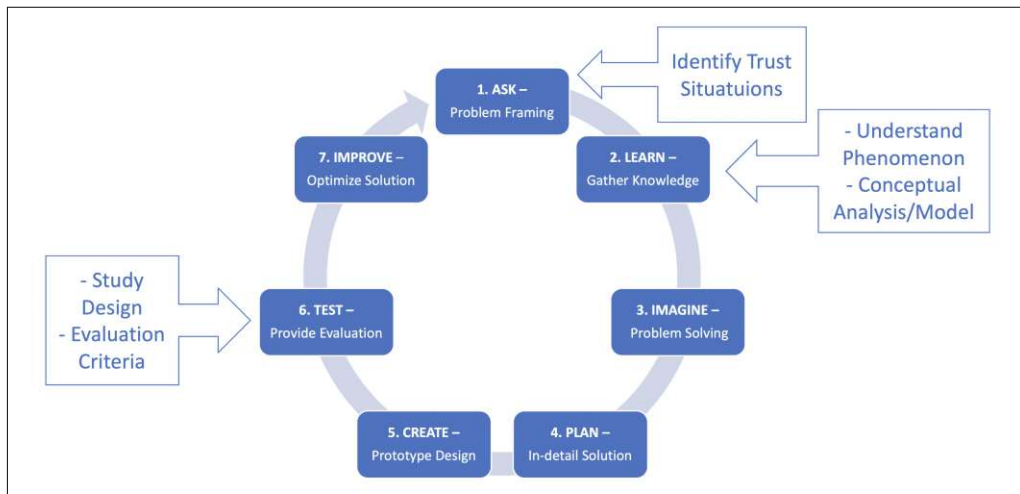 Identify Trust
Situatuions
1. ASK –
Problem Framing
- Understand
Phenomenon
- Conceptual
Analysis/Model
2. LEARN –
Gather Knowledge
3. IMAGINE –
Problem Solving
4. PLAN –
In-detail Solution
5. CREATE –
Prototype Design
- Study
Design
- Evaluation
Criteria
6. TEST –
Provide Evaluation
7. IMPROVE –
Optimize Solution